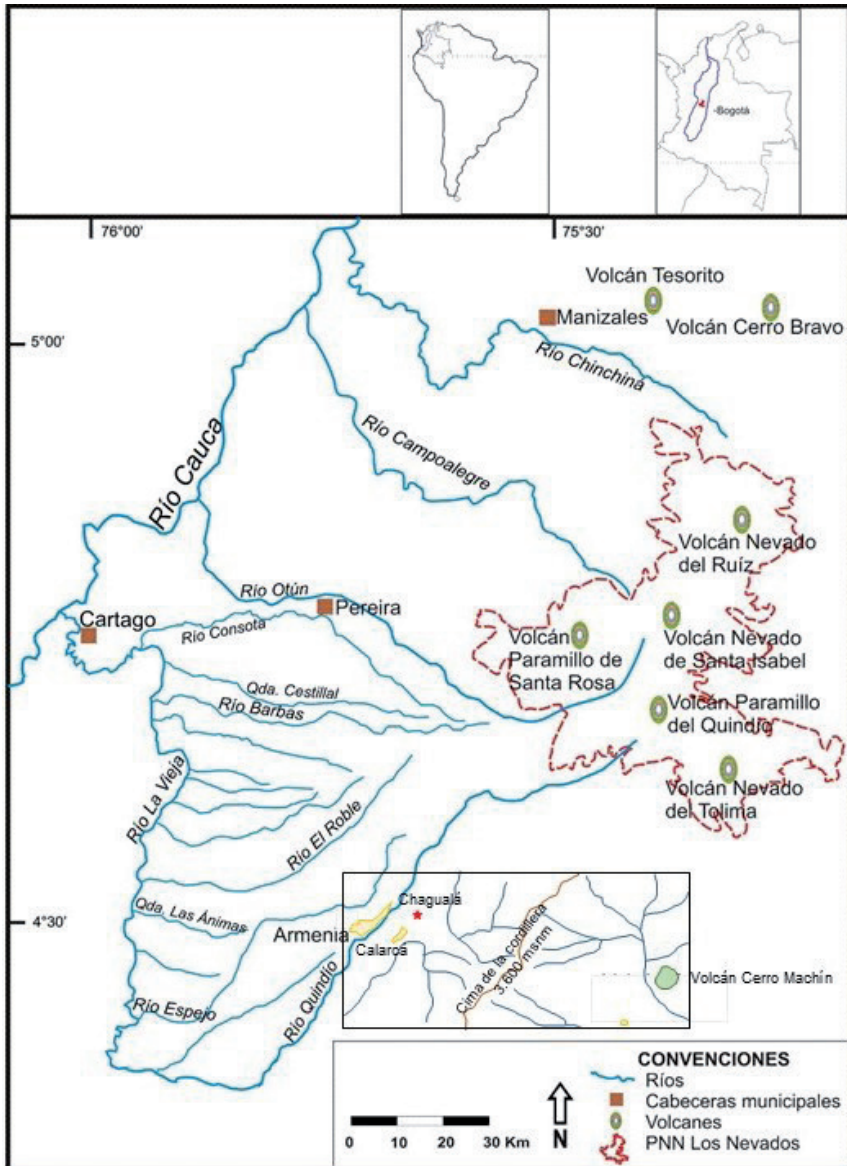 -Bogotá
76°00'
75°30'
Volcán Tesorito
Manizales
Volcán Cerro Bravo
5°00'
Río Chinchina
Río Cauca
Río Campoalegre
Volcán Nevado
del Ruíz
Río Otún
Pereira
Cartago
Río Consota
Volcán
Paramillo de
Santa Rosa
Volcán Nevado
de Santa Isabel
Qda. Cestillal
Río Barbas
Volcán Paramillo
del Quindío
Río La Vieja
Volcán Nevado
del Tolima
Río El Roble
Chagualá
Qda. Las Ánimas
4°30'
Armenia
Calarcá
Cima de la cordillera
3.600 msnm
Volcán Cerro Machín
Río Espejo
Río Quindío
CONVENCIONES
Ríos
Cabeceras municipales
Volcanes
PNN Los Nevados
0 10 20 30 Km
N